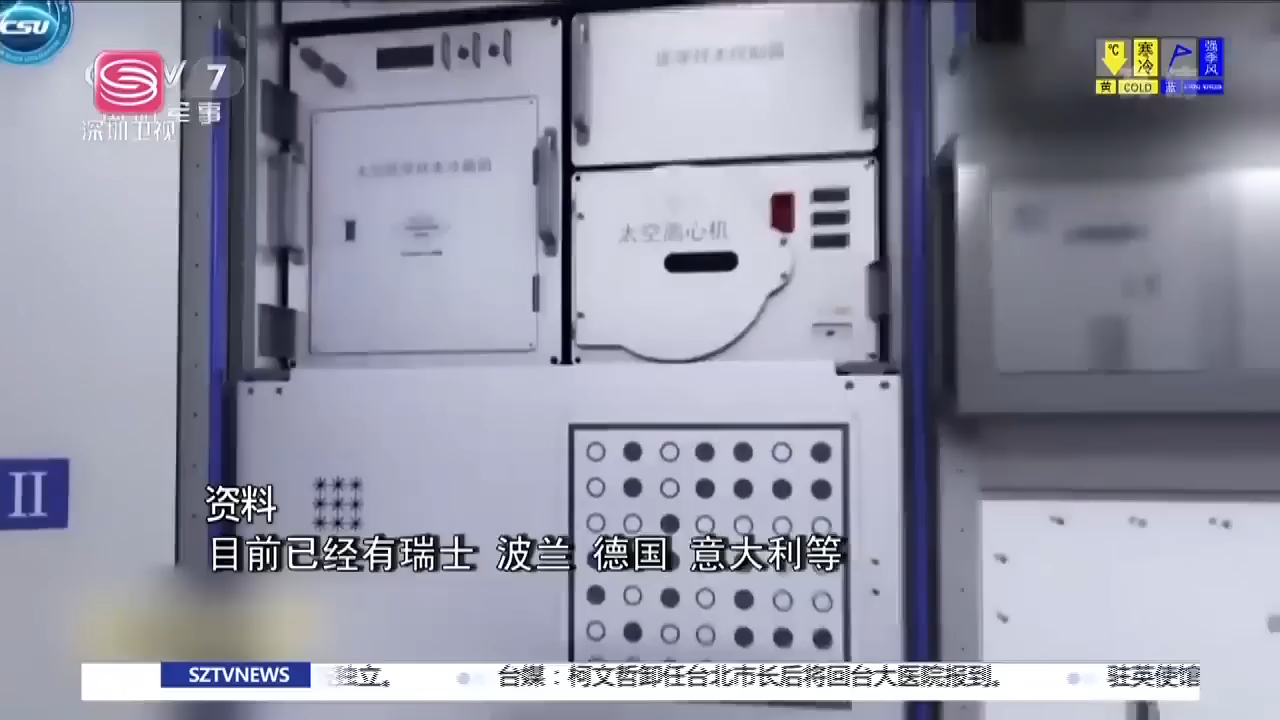 CSU
7
军事
深圳卫视
℃
寒冷
强季风
黄 COLD
蓝
太空离心机
II
资料
目前已经有瑞士 波兰 德国 意大利等
SZTVNEWS
独立。
台媒：柯文哲卸任台北市长后将回台大医院报到。
驻英使馆